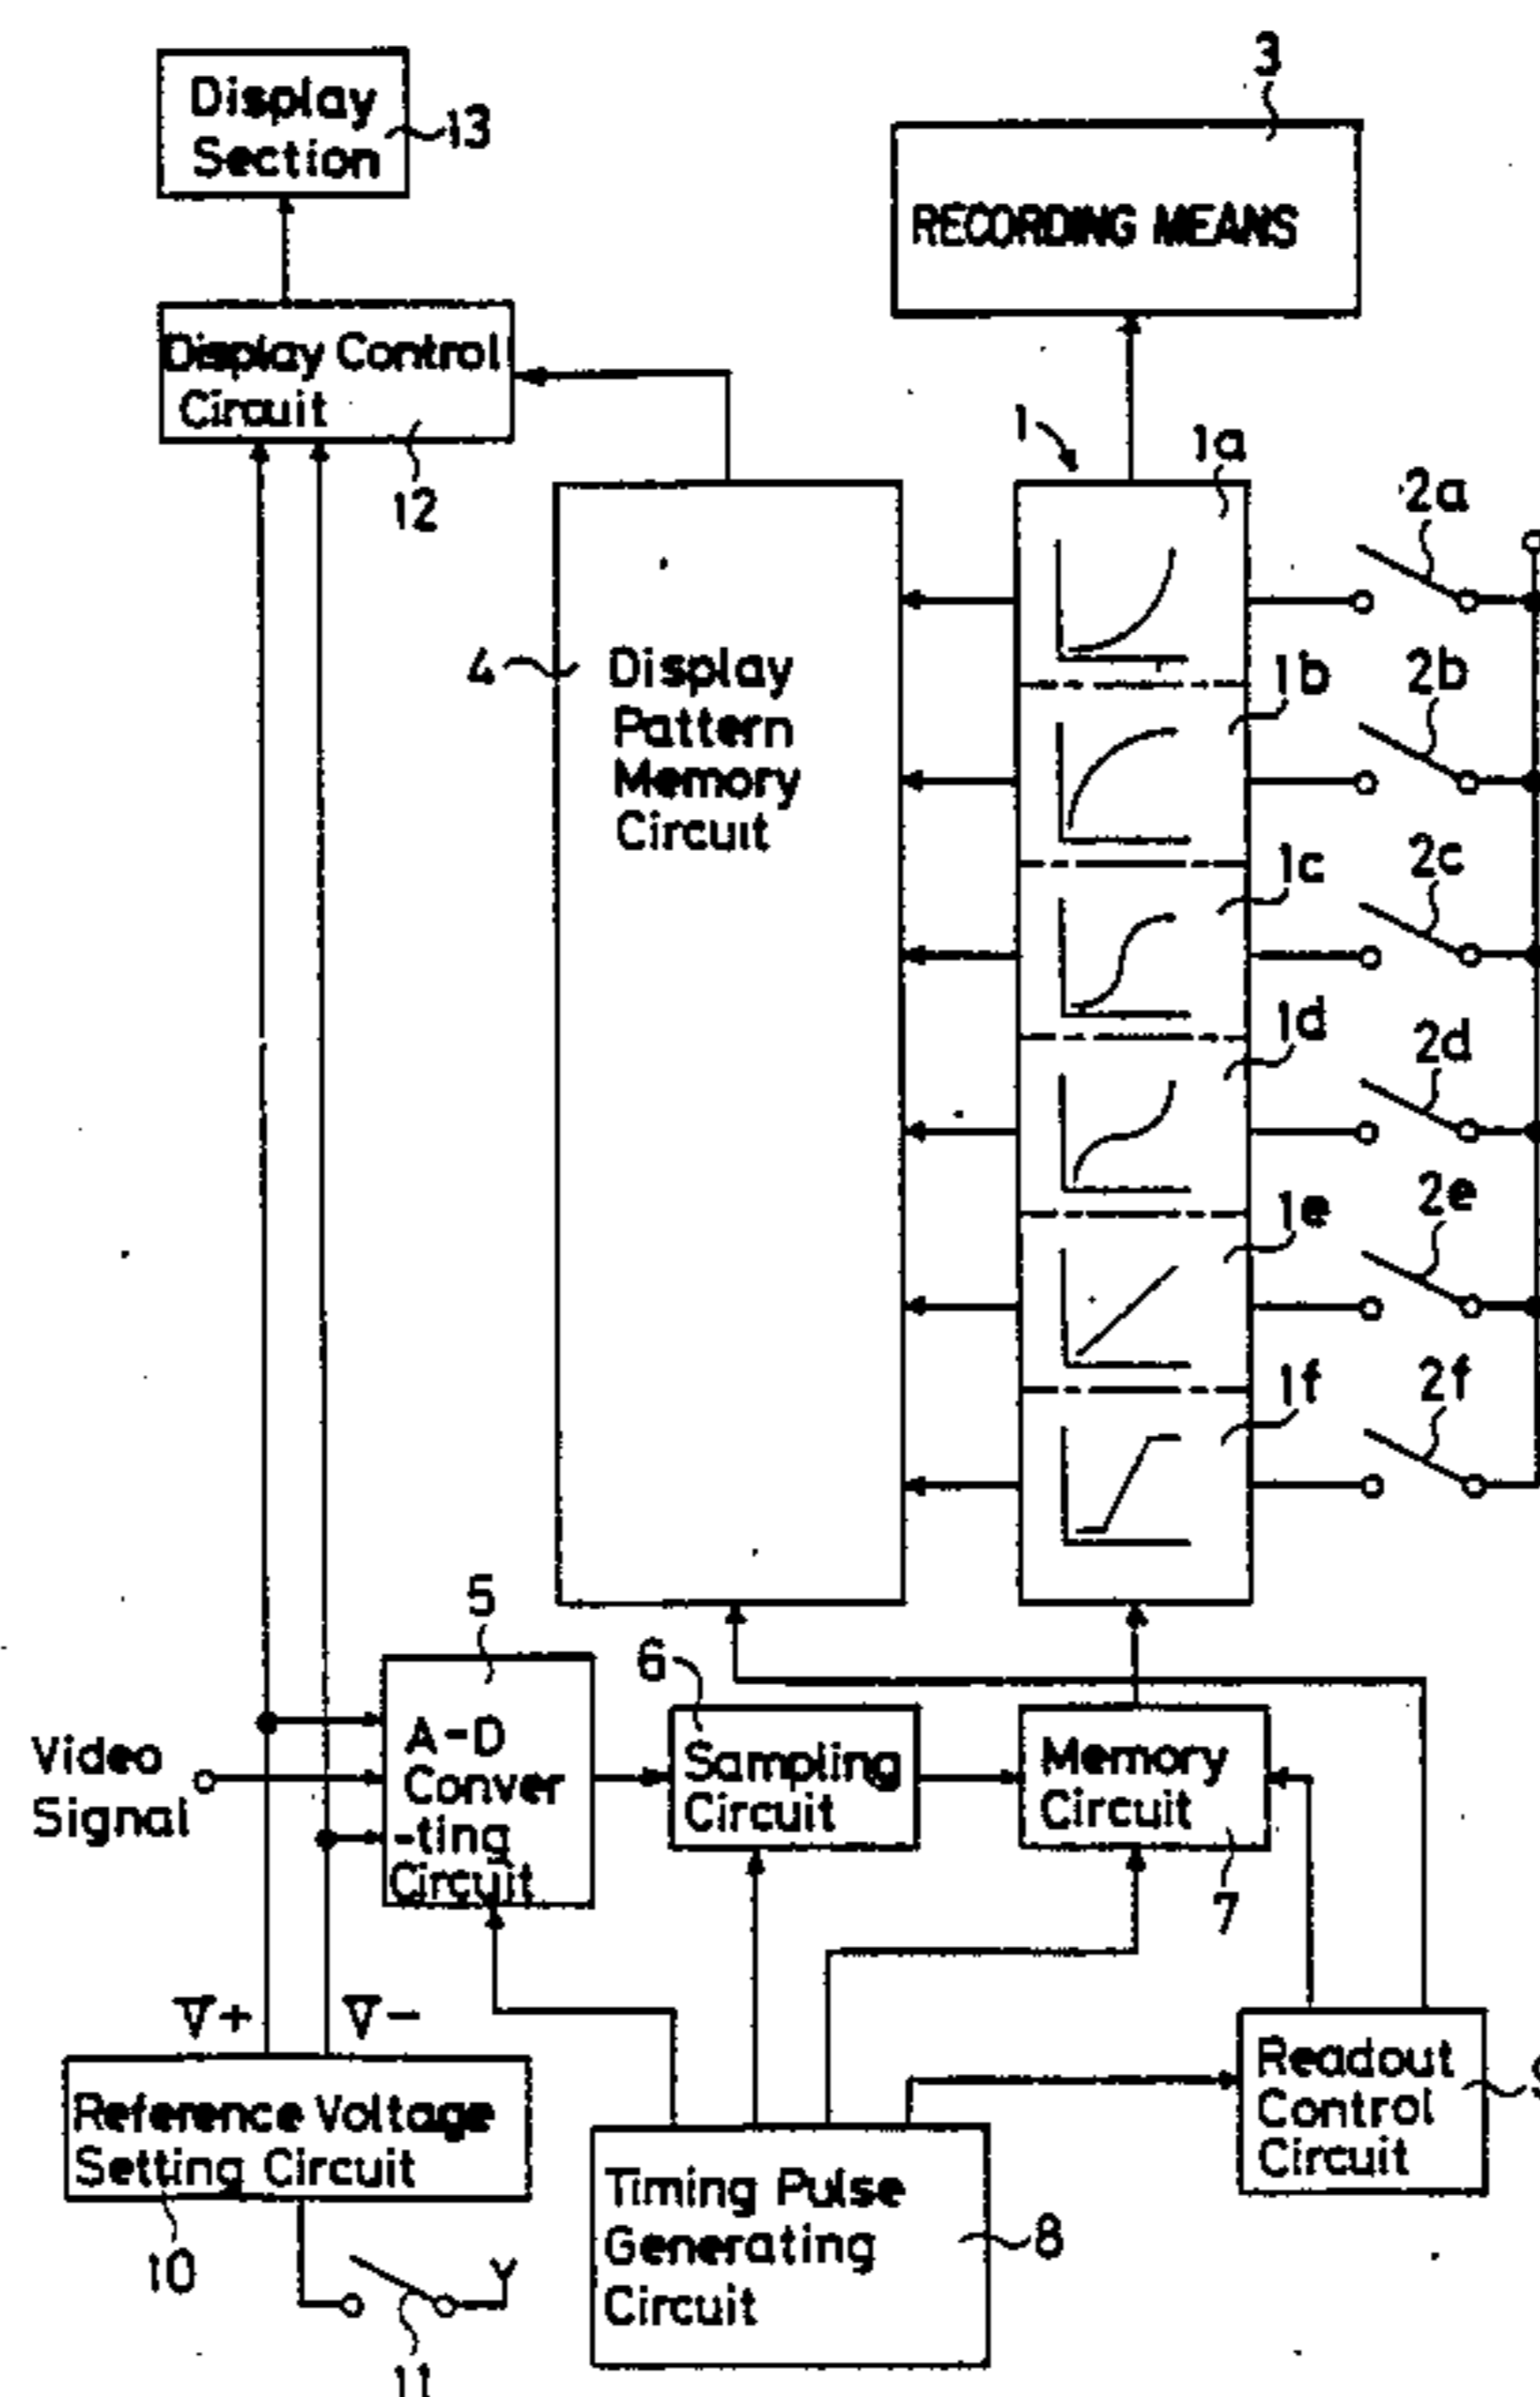 Display
Section
13
3
RECORDING MEANS
Display Control
Circuit
12
1
1a
2a
4
Display
Pattern
Memory
Circuit
1b
2b
1c
2c
1d
2d
1e
2e
1f
2f
5
A-D
Conver
-ting
Circuit
6
Sampling
Circuit
Memory
Circuit
7
Video
Signal
V+
V-
Reference Voltage
Setting Circuit
10
11
V
Timing Pulse
Generating
Circuit
8
Readout
Control
Circuit